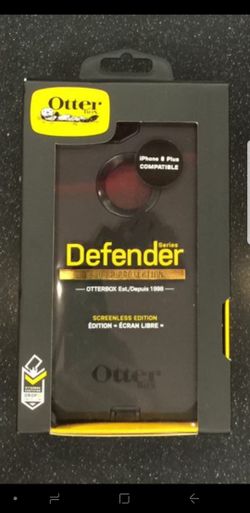 Otter
Box
iPhone 8 Plus
COMPATIBLE
Series
Defender
OTTERBOX Est./Depuis 1998
SCREENLESS EDITION
ÉDITION « ÉCRAN LIBRE »
Otter
Box